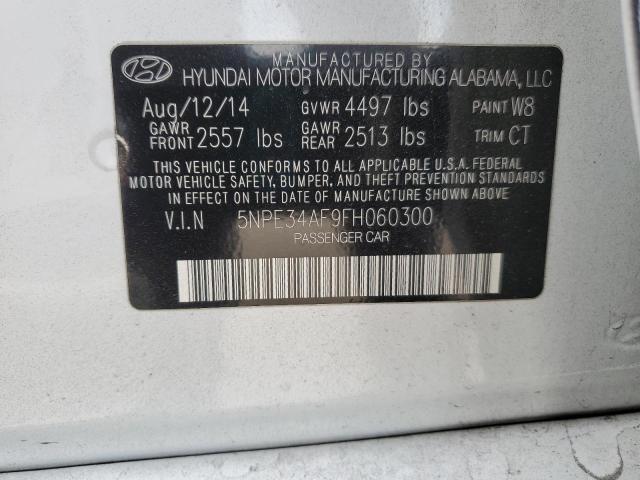 MANUFACTURED BY
HYUNDAI MOTOR MANUFACTURING ALABAMA, LLC
Aug/12/14 GVWR 4497 lbs PAINT W8
GAWR FRONT 2557 lbs GAWR REAR 2513 lbs TRIM CT
THIS VEHICLE CONFORMS TO ALL APPLICABLE U.S.A. FEDERAL
MOTOR VEHICLE SAFETY, BUMPER, AND THEFT PREVENTION STANDARDS
IN EFFECT ON THE DATE OF MANUFACTURE SHOWN ABOVE.
V.I.N 5NPE34AF9FH060300
PASSENGER CAR